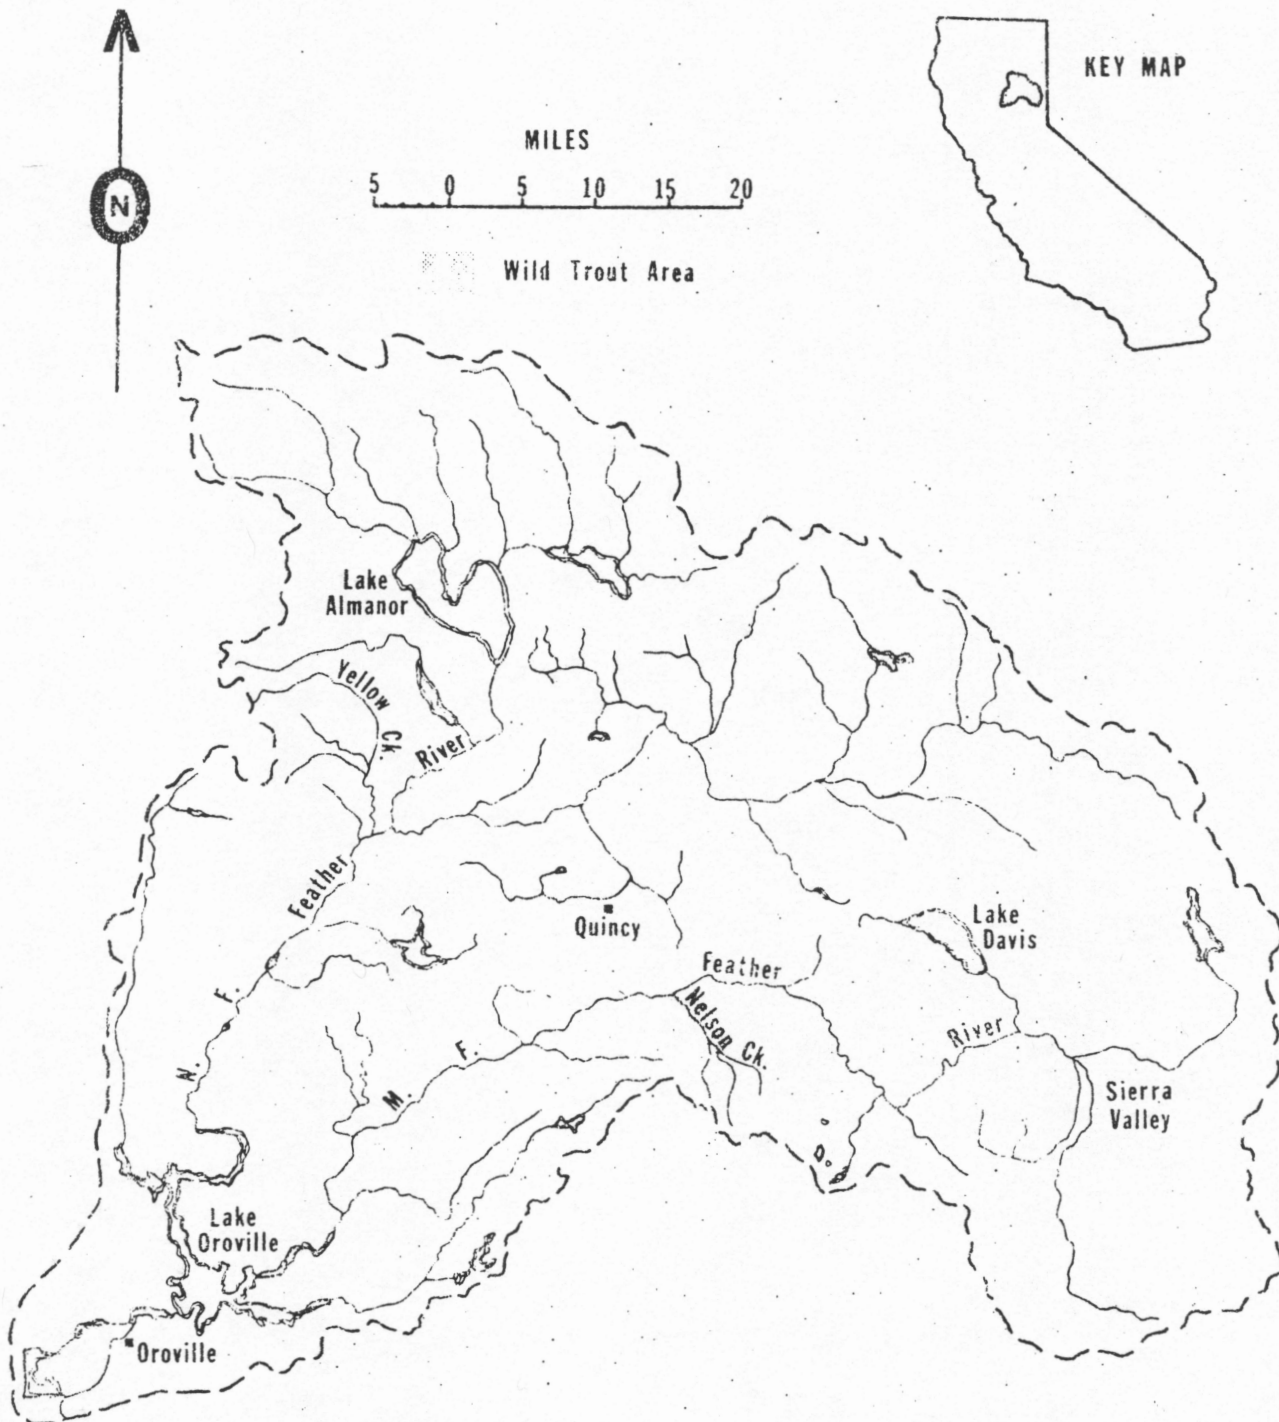 KEY MAP
MILES
5 0 5 10 15 20
N
Wild Trout Area
Lake
Almanor
Yellow Ck.
River
Feather
N. F.
Quincy
Lake
Davis
Feather
Nelson Ck.
River
M. F.
Sierra
Valley
Lake
Oroville
Oroville